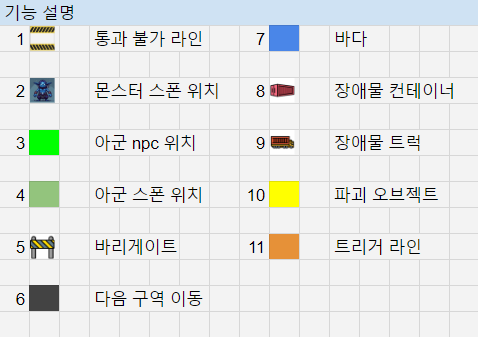 기능 설명
1 통과 불가 라인 7 바다
2 몬스터 스폰 위치 8 장애물 컨테이너
3 아군 npc 위치 9 장애물 트럭
4 아군 스폰 위치 10 파괴 오브젝트
5 바리게이트 11 트리거 라인
6 다음 구역 이동